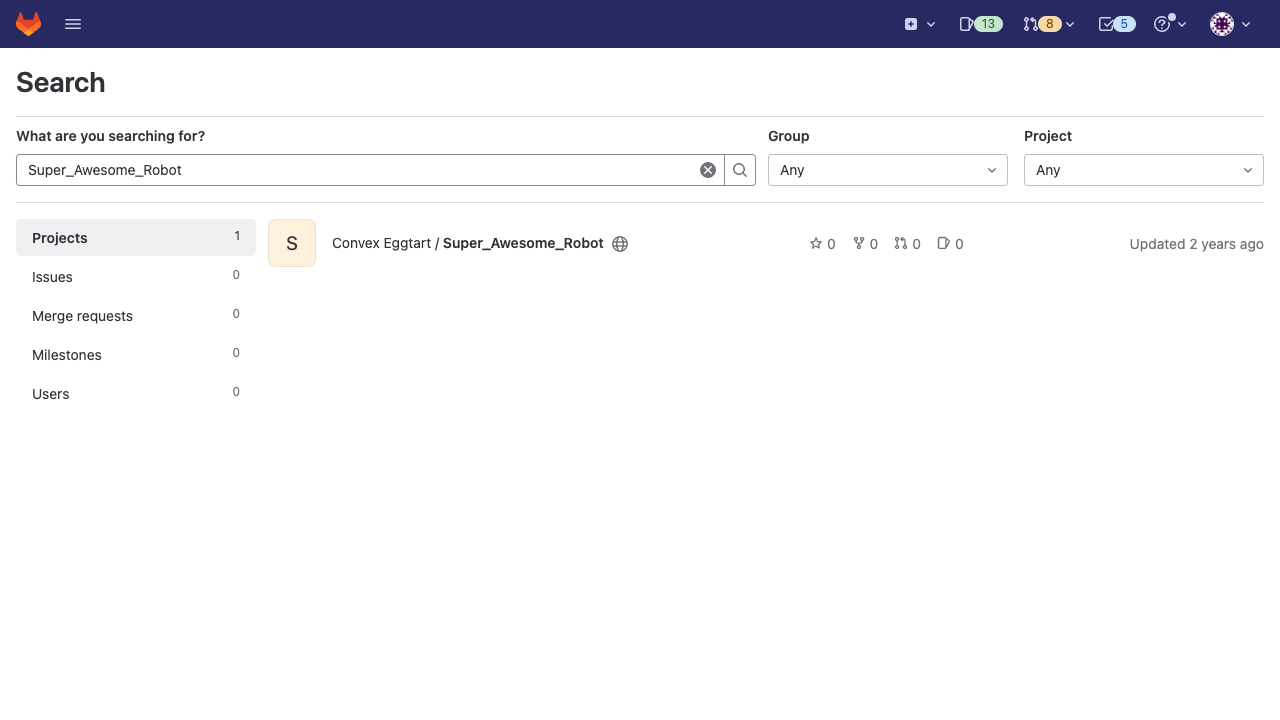 13
8
5
Search
What are you searching for?
Group
Project
Super_Awesome_Robot
Any
Any
Projects 1
Issues 0
Merge requests 0
Milestones 0
Users 0
S
Convex Eggtart / Super_Awesome_Robot
0 0 0 0
Updated 2 years ago